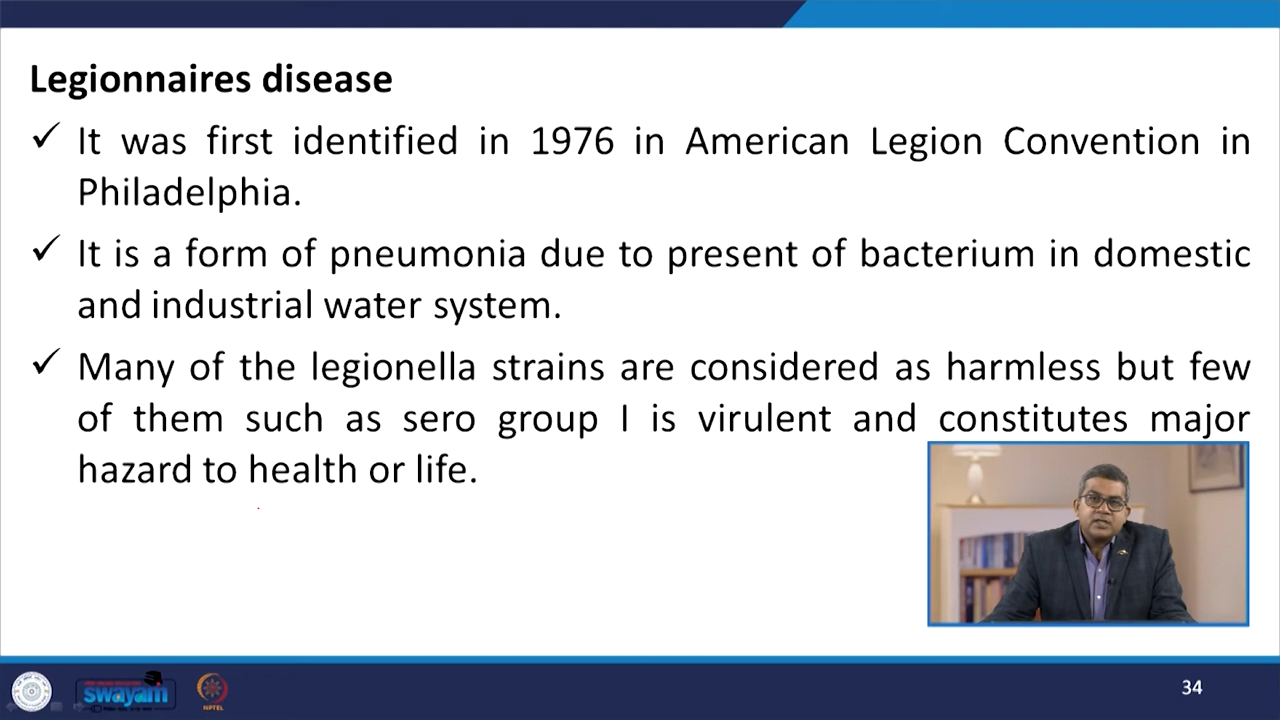 Legionnaires disease
✓ It was first identified in 1976 in American Legion Convention in
Philadelphia.
✓ It is a form of pneumonia due to present of bacterium in domestic
and industrial water system.
✓ Many of the legionella strains are considered as harmless but few
of them such as sero group I is virulent and constitutes major
hazard to health or life.
swayam
NPTEL
34